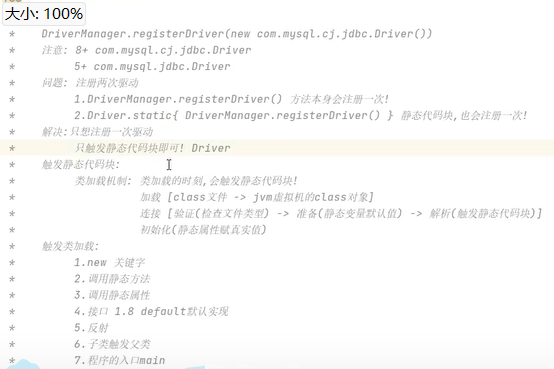 大小: 100%
* DriverManager.registerDriver(new com.mysql.cj.jdbc.Driver())
* 注意: 8+ com.mysql.cj.jdbc.Driver
* 5+ com.mysql.jdbc.Driver
* 问题: 注册两次驱动
* 1.DriverManager.registerDriver() 方法本身会注册一次!
* 2.Driver.static{ DriverManager.registerDriver() } 静态代码块,也会注册一次!
* 解决:只想注册一次驱动
* 只触发静态代码块即可! Driver
* 触发静态代码块:
* 类加载机制: 类加载的时刻,会触发静态代码块!
* 加载 [class文件 -> jvm虚拟机的class对象]
* 连接 [验证(检查文件类型) -> 准备(静态变量默认值) -> 解析(触发静态代码块)]
* 初始化(静态属性赋真实值)
* 触发类加载:
* 1.new 关键字
* 2.调用静态方法
* 3.调用静态属性
* 4.接口 1.8 default默认实现
* 5.反射
* 6.子类触发父类
* 7.程序的入口main